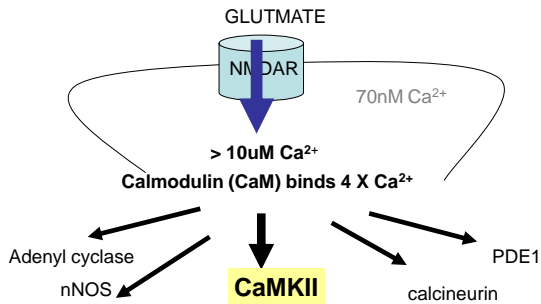 GLUTMATE
NMDAR
70nM Ca²⁺
> 10uM Ca²⁺
Calmodulin (CaM) binds 4 X Ca²⁺
Adenyl cyclase
PDE1
nNOS
CaMKII
calcineurin